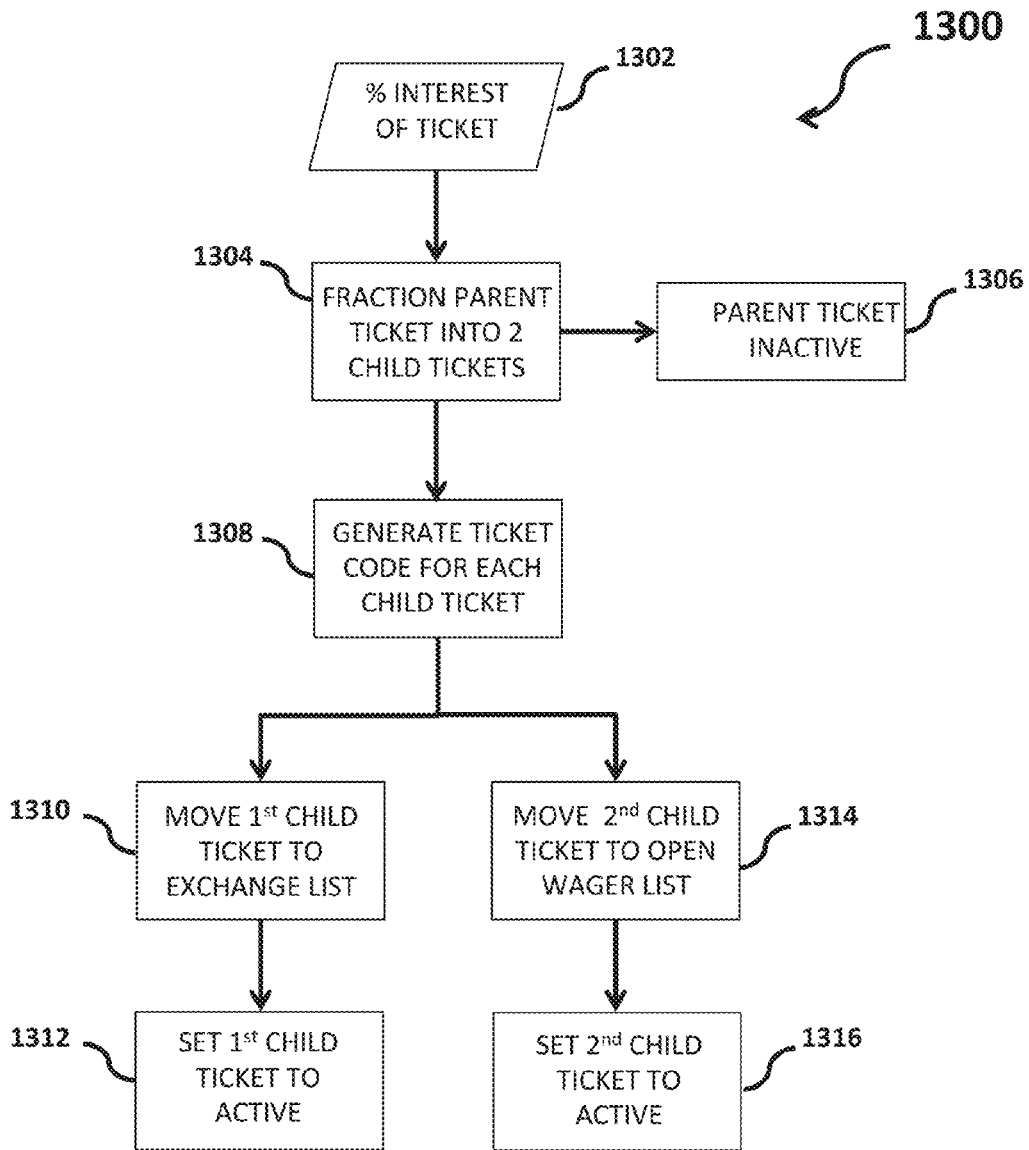 1300
1302
% INTEREST
OF TICKET
1304
FRACTION PARENT
TICKET INTO 2
CHILD TICKETS
1306
PARENT TICKET
INACTIVE
1308
GENERATE TICKET
CODE FOR EACH
CHILD TICKET
1310
MOVE 1st CHILD
TICKET TO
EXCHANGE LIST
MOVE 2nd CHILD
TICKET TO OPEN
WAGER LIST
1314
1312
SET 1st CHILD
TICKET TO
ACTIVE
SET 2nd CHILD
TICKET TO
ACTIVE
1316